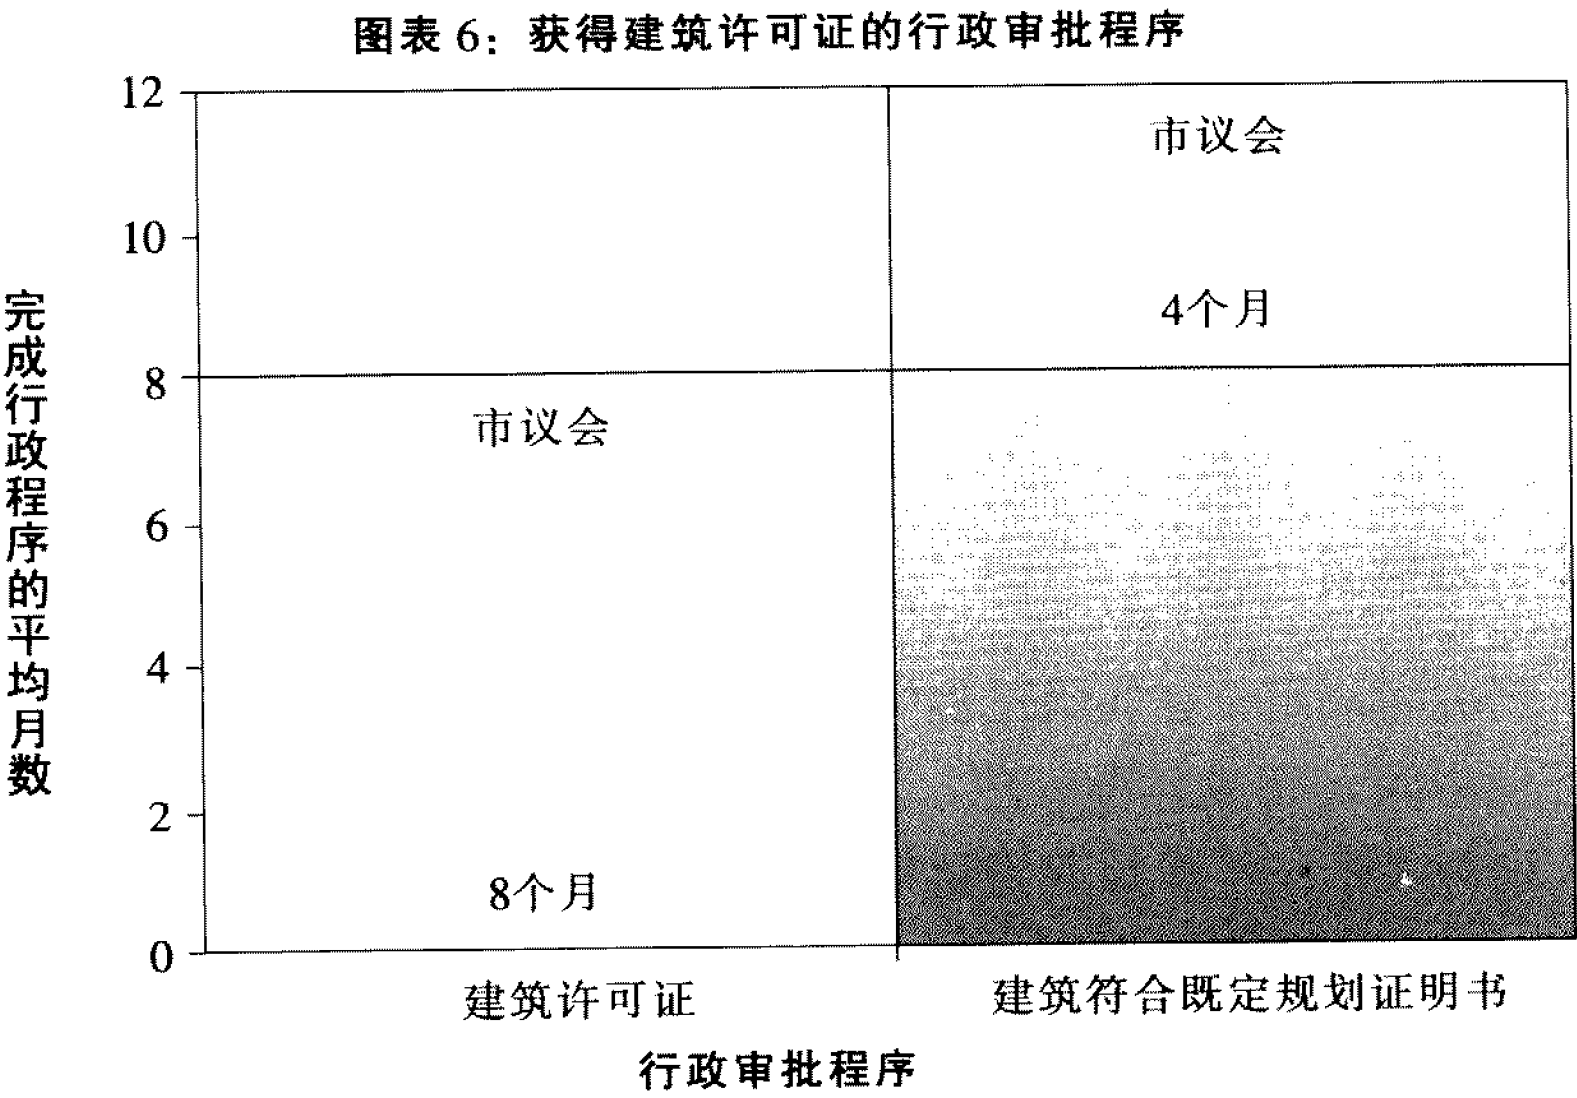 图表 6：获得建筑许可证的行政审批程序
完成行政程序的平均月数
12
10
8
6
4
2
0
市议会
4个月
市议会
8个月
建筑许可证
建筑符合既定规划证明书
行政审批程序